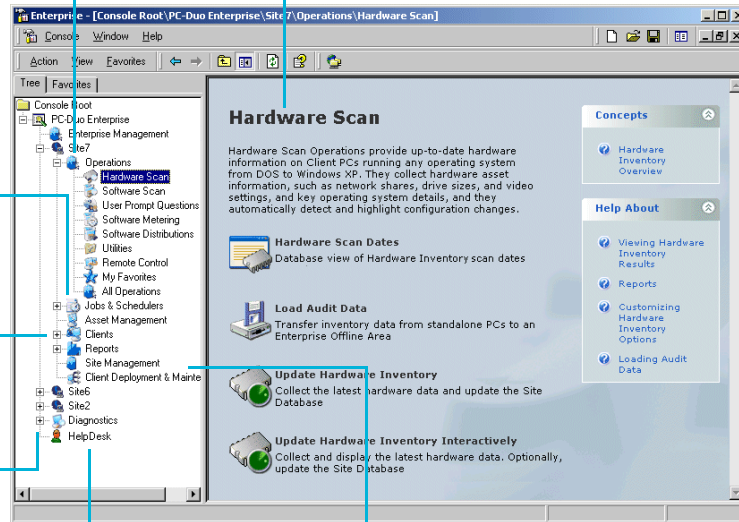 Enterprise - [Console Root\PC-Duo Enterprise\Site7\Operations\Hardware Scan]
Console Window Help
Action View Favorites
Tree Favorites
Console Root
PC-Duo Enterprise
Enterprise Management
Site7
Operations
Hardware Scan
Software Scan
User Prompt Questions
Software Metering
Software Distributions
Utilities
Remote Control
My Favorites
All Operations
Jobs & Schedulers
Asset Management
Clients
Reports
Site Management
Client Deployment & Mainte
Site6
Site2
Diagnostics
HelpDesk
Hardware Scan
Hardware Scan Operations provide up-to-date hardware
information on Client PCs running any operating system
from DOS to Windows XP. They collect hardware asset
information, such as network shares, drive sizes, and video
settings, and key operating system details, and they
automatically detect and highlight configuration changes.
Hardware Scan Dates
Database view of Hardware Inventory scan dates
Load Audit Data
Transfer inventory data from standalone PCs to an
Enterprise Offline Area
Update Hardware Inventory
Collect the latest hardware data and update the Site
Database
Update Hardware Inventory Interactively
Collect and display the latest hardware data. Optionally,
update the Site Database
Concepts
Hardware
Inventory
Overview
Help About
Viewing Hardware
Inventory
Results
Reports
Customizing
Hardware
Inventory
Options
Loading Audit
Data